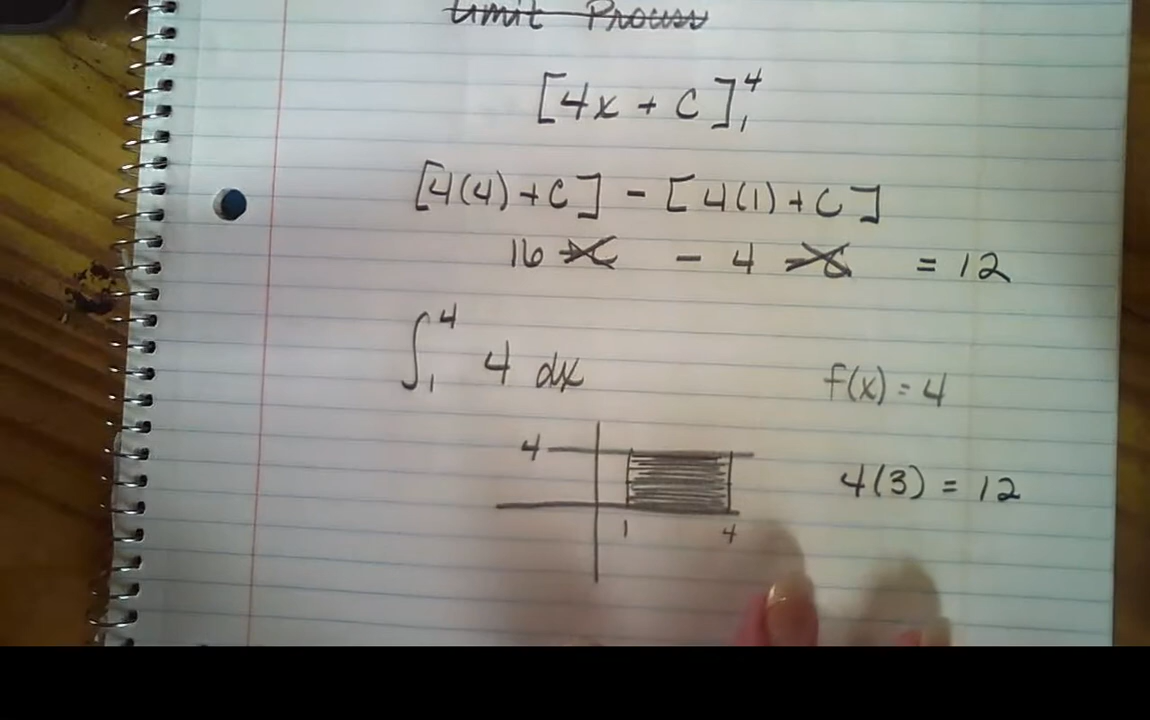 Limit Process
[4x + C]₁⁴
[4(4) + C] - [4(1) + C]
16 + C - 4 - C = 12
∫₁⁴ 4 dx
f(x) = 4
4
4(3) = 12
1 4